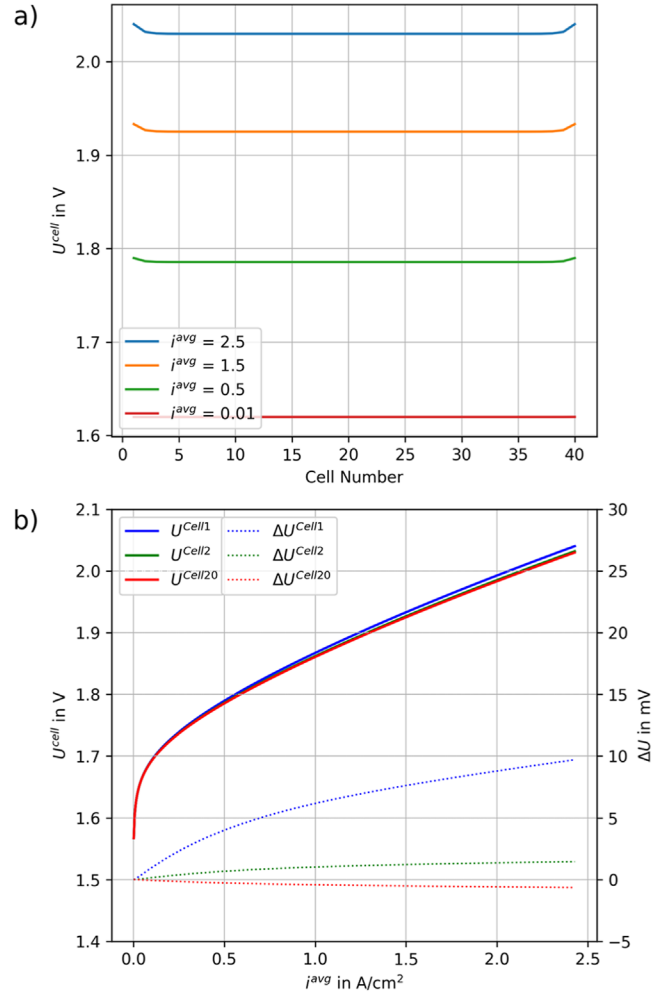 a)
2.0
1.9
1.8
1.7
1.6
U^cell in V
i^avg = 2.5
i^avg = 1.5
i^avg = 0.5
i^avg = 0.01
0 5 10 15 20 25 30 35 40
Cell Number
b)
2.1
2.0
1.9
1.8
1.7
1.6
1.5
1.4
U^cell in V
U^Cell1
U^Cell2
U^Cell20
ΔU^Cell1
ΔU^Cell2
ΔU^Cell20
30
25
20
15
10
5
0
−5
ΔU in mV
0.0 0.5 1.0 1.5 2.0 2.5
i^avg in A/cm²